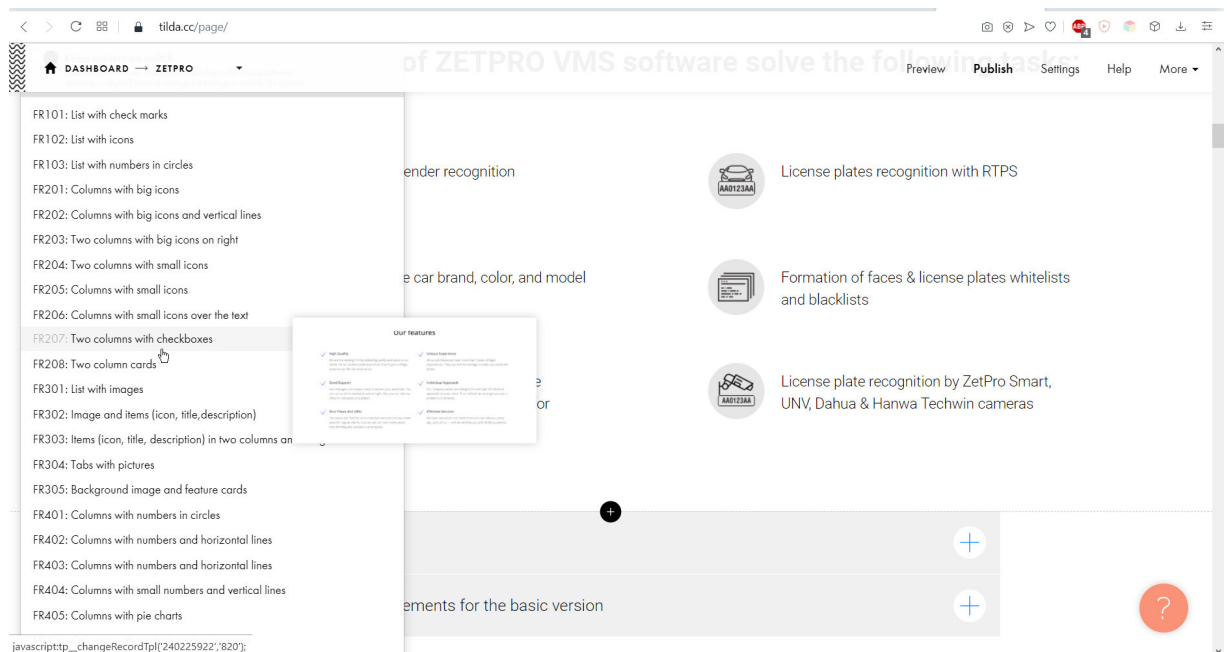 tilda.cc/page/
4
DASHBOARD → ZETPRO
of ZETPRO VMS software solve the following tasks:
Preview
Publish
Settings
Help
More
FR101: List with check marks
FR102: List with icons
FR103: List with numbers in circles
FR201: Columns with big icons
FR202: Columns with big icons and vertical lines
FR203: Two columns with big icons on right
FR204: Two columns with small icons
FR205: Columns with small icons
FR206: Columns with small icons over the text
FR207: Two columns with checkboxes
FR208: Two column cards
FR301: List with images
FR302: Image and items (icon, title,description)
FR303: Items (icon, title, description) in two columns an
FR304: Tabs with pictures
FR305: Background image and feature cards
FR401: Columns with numbers in circles
FR402: Columns with numbers and horizontal lines
FR403: Columns with numbers and horizontal lines
FR404: Columns with small numbers and vertical lines
FR405: Columns with pie charts
javascript:tp__changeRecordTpl('240225922','820');
Our features
High Quality
Unique Experience
Good Support
Individual Approach
ender recognition
AA0123AA
License plates recognition with RTPS
e car brand, color, and model
Formation of faces & license plates whitelists
and blacklists
e
or
AA0123AA
License plate recognition by ZetPro Smart,
UNV, Dahua & Hanwa Techwin cameras
ements for the basic version
?